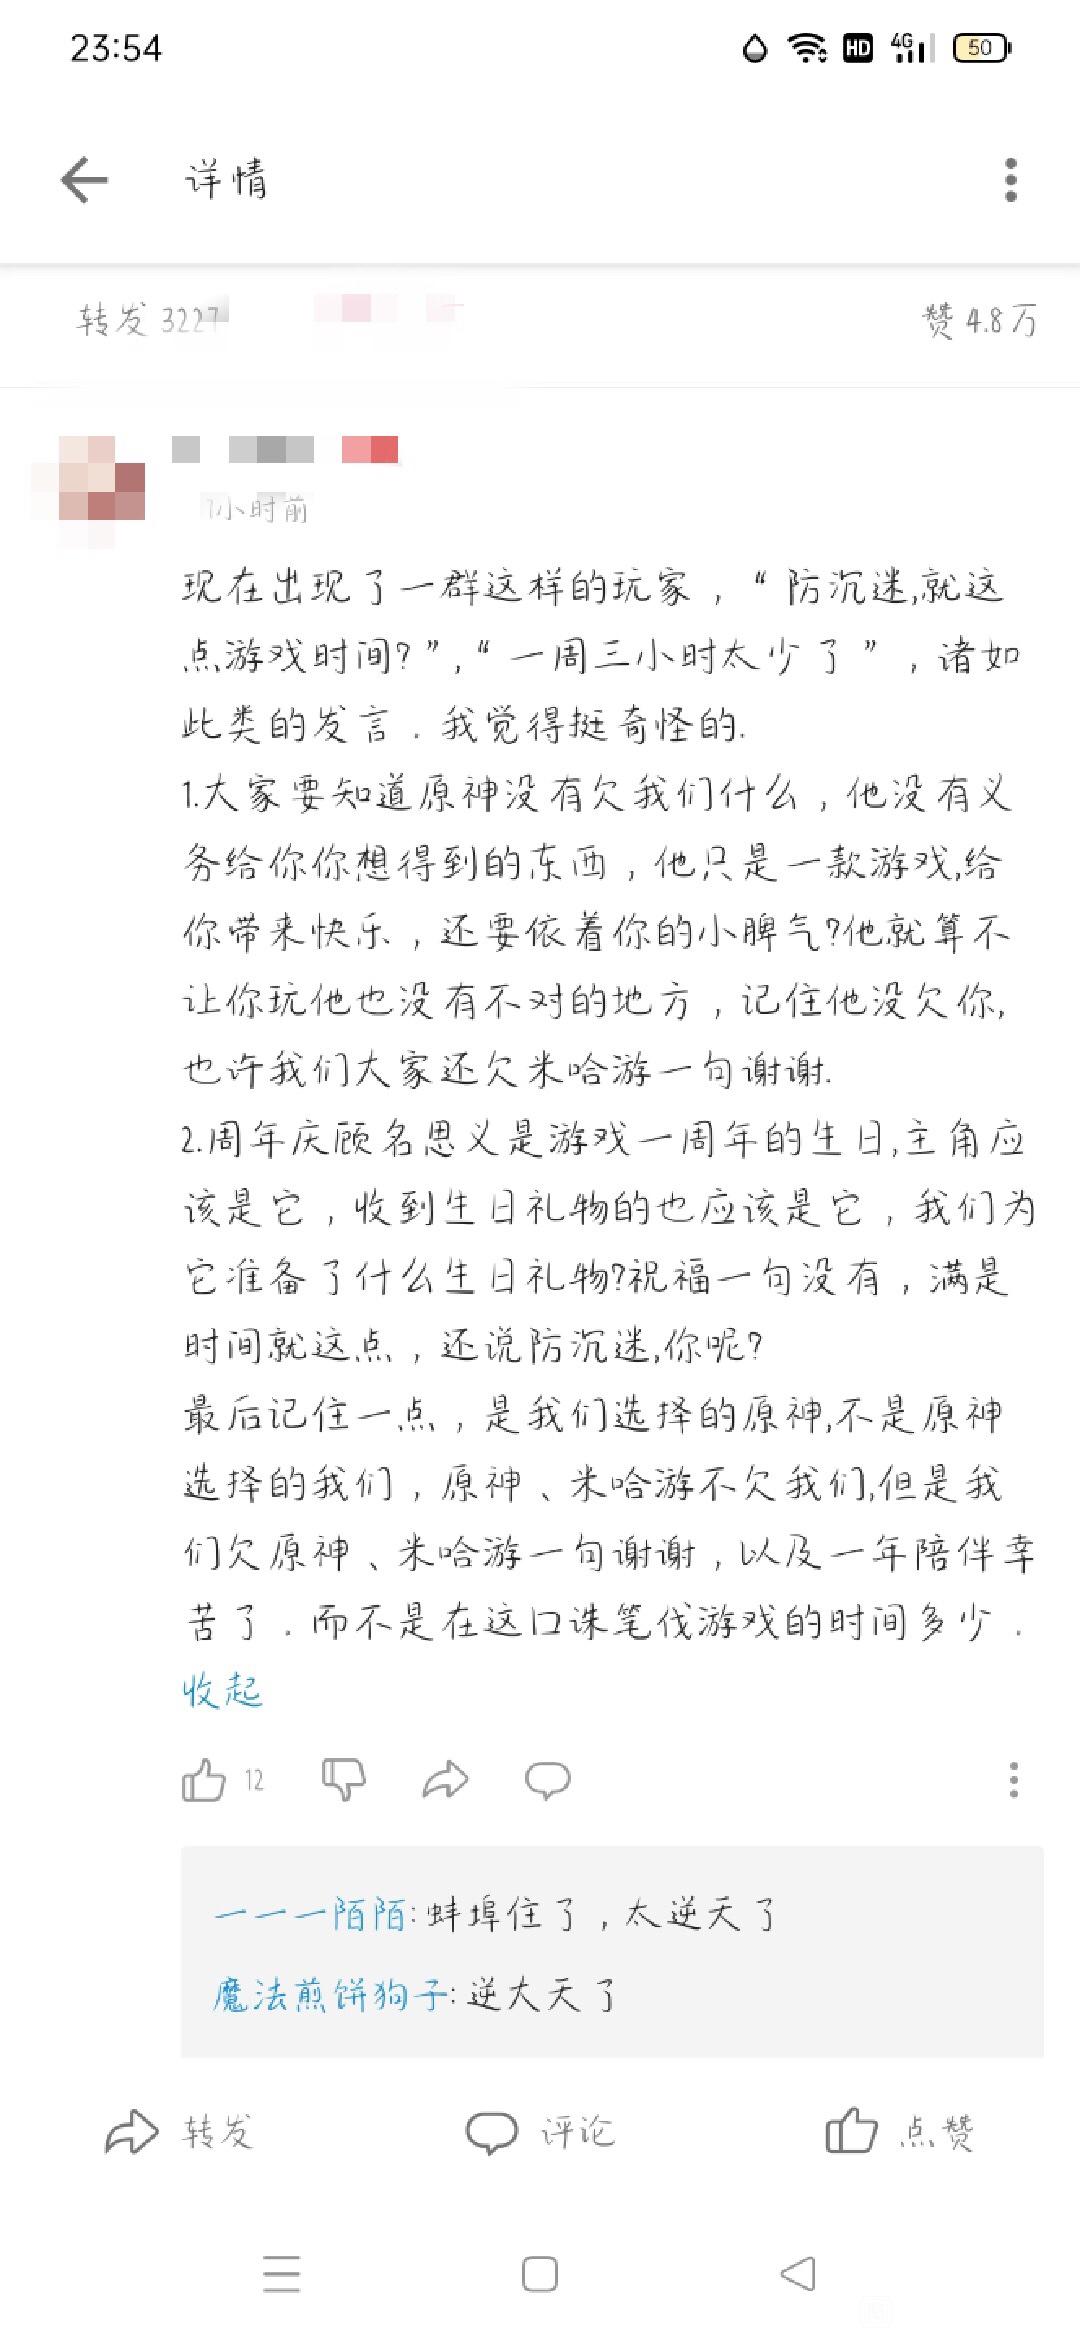 23:54
HD 4G 50
详情
转发 3227
赞 4.8万
小时前
现在出现了一群这样的玩家，“防沉迷,就这
点游戏时间?”,“一周三小时太少了”，诸如
此类的发言．我觉得挺奇怪的.
1.大家要知道原神没有欠我们什么，他没有义
务给你你想得到的东西，他只是一款游戏,给
你带来快乐，还要依着你的小脾气?他就算不
让你玩他也没有不对的地方，记住他没欠你,
也许我们大家还欠米哈游一句谢谢.
2.周年庆顾名思义是游戏一周年的生日,主角应
该是它，收到生日礼物的也应该是它，我们为
它准备了什么生日礼物?祝福一句没有，满是
时间就这点，还说防沉迷,你呢?
最后记住一点，是我们选择的原神,不是原神
选择的我们，原神、米哈游不欠我们,但是我
们欠原神、米哈游一句谢谢，以及一年陪伴幸
苦了．而不是在这口诛笔伐游戏的时间多少．
收起
12
一一一陌陌:蚌埠住了，太逆天了
魔法煎饼狗子:逆大天了
转发 评论 点赞